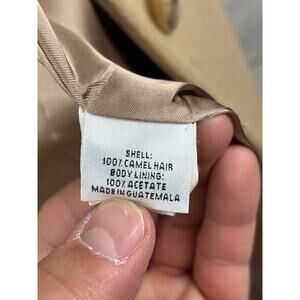 SHELL:
100% CAMEL HAIR
BODY LINING:
100% ACETATE
MADE IN GUATEMALA